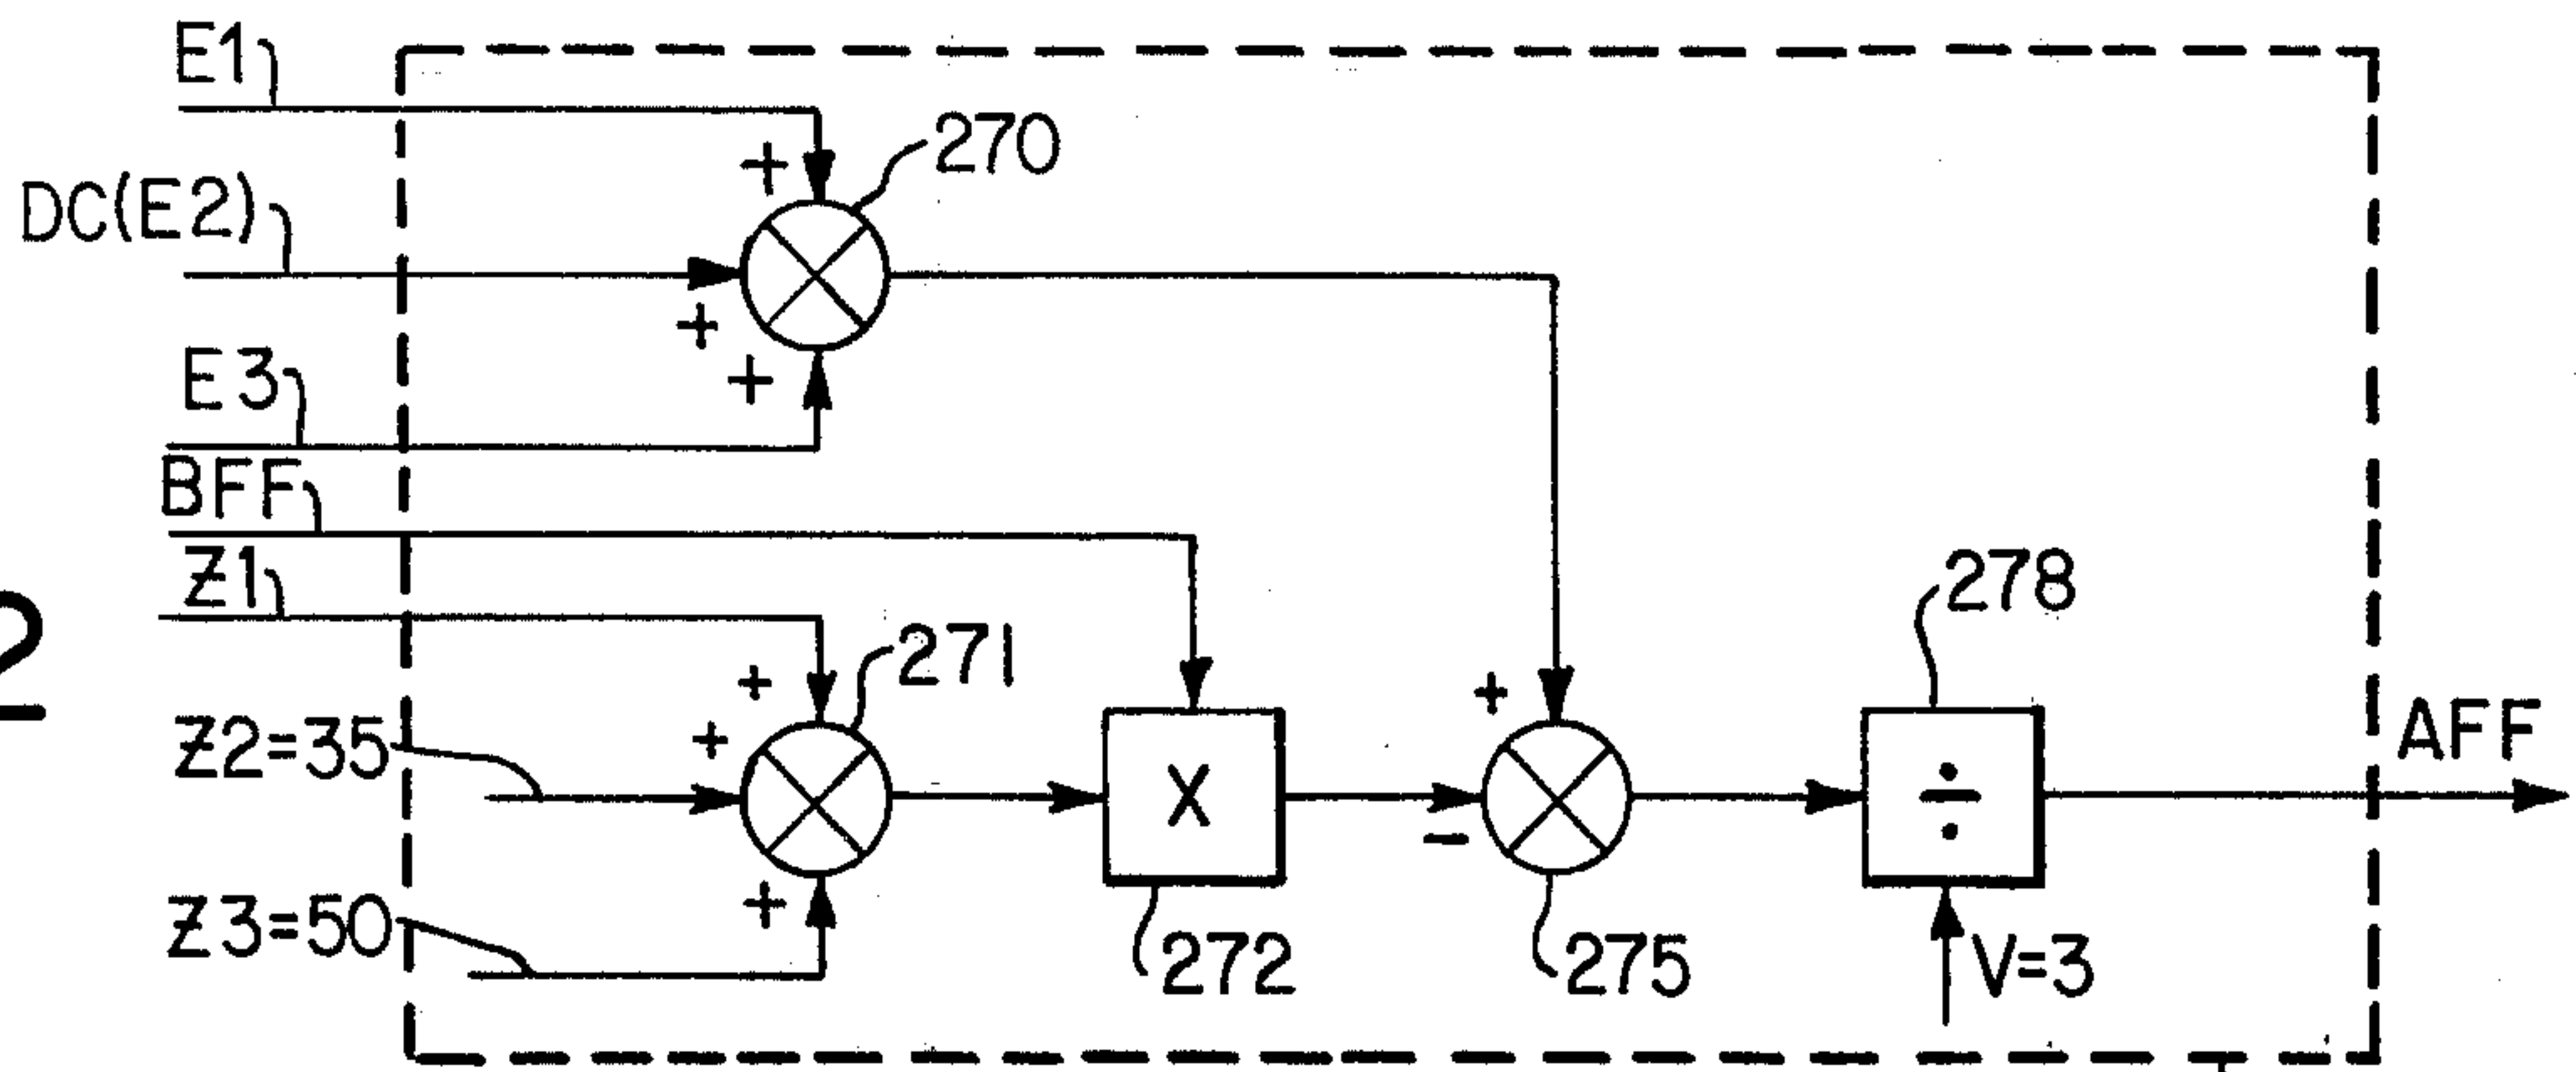 E1
270
DC(E2)
E3
BFF
Z1
271
278
2
Z2=35
AFF
Z3=50
272
275
V=3
+
+
+
+
+
+
+
-
X
÷